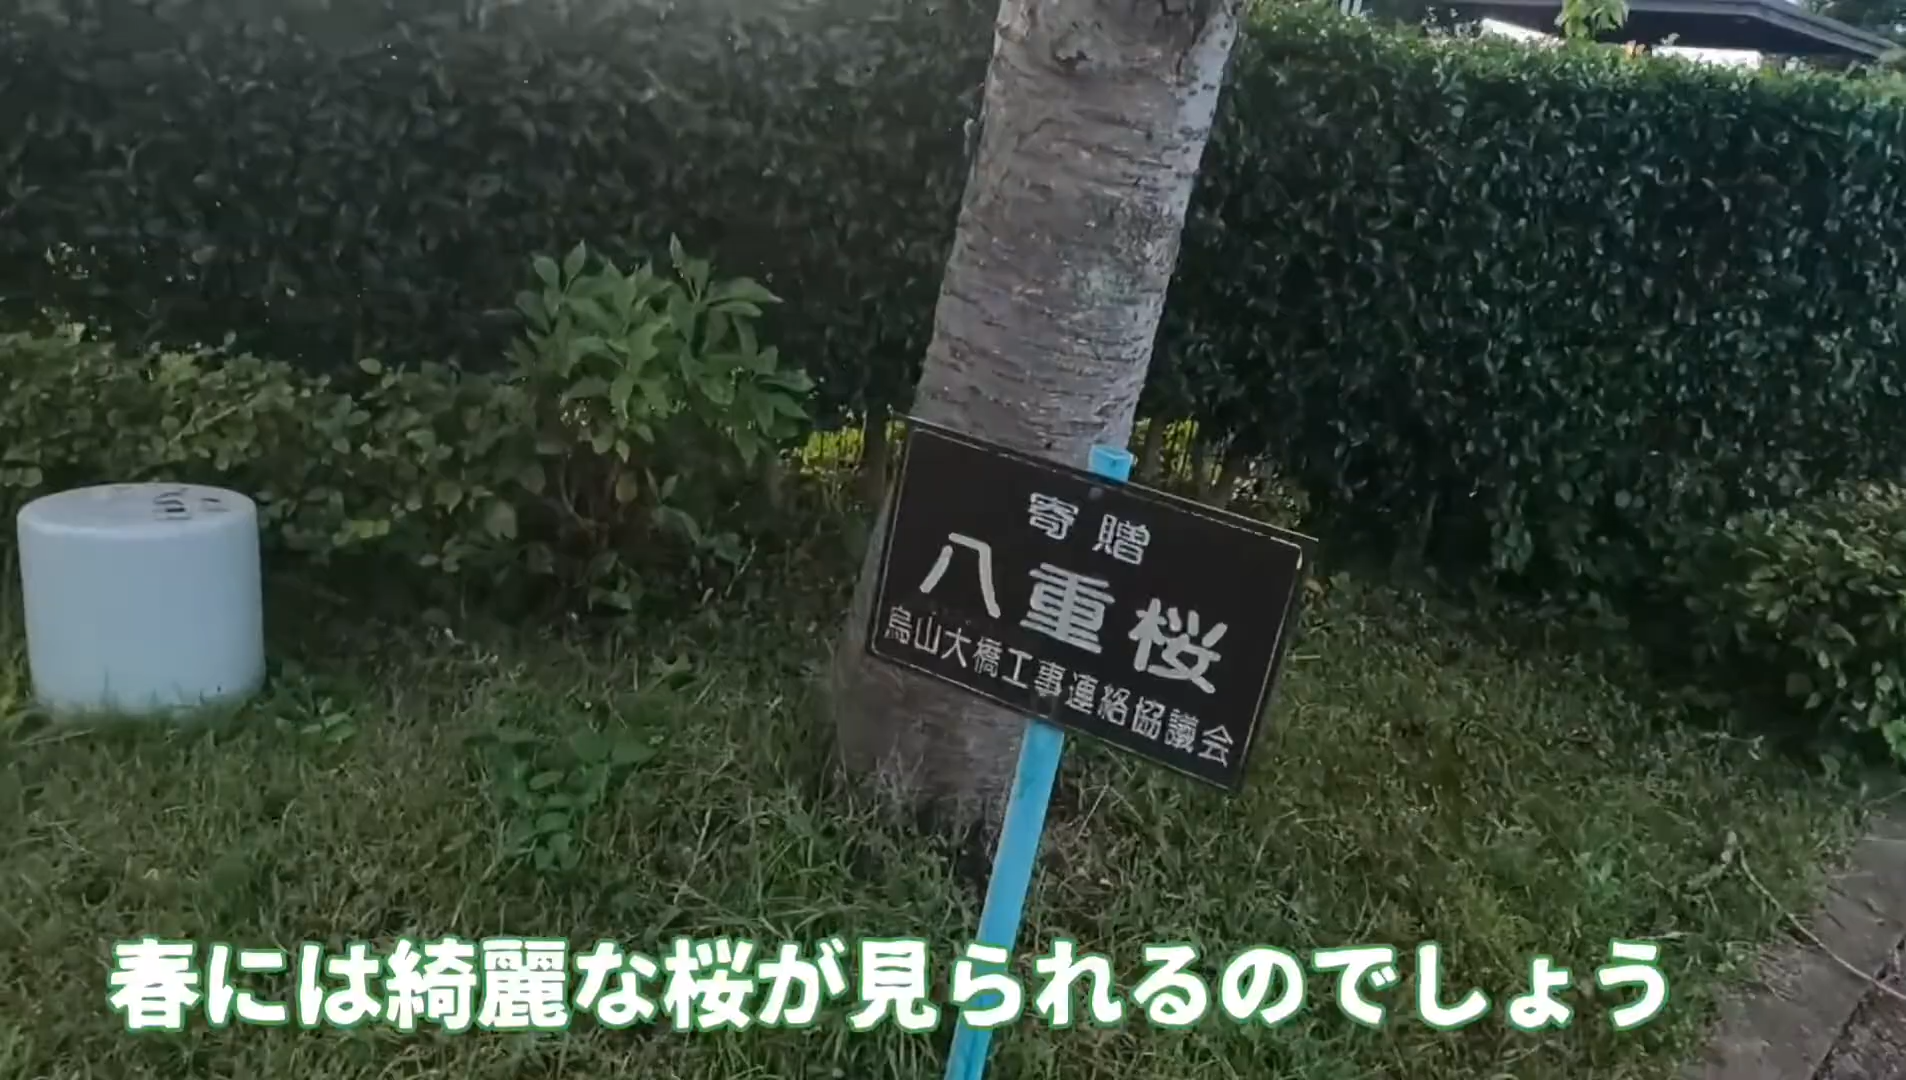 寄贈
八重桜
烏山大橋工事連絡協議会
春には綺麗な桜が見られるのでしょう